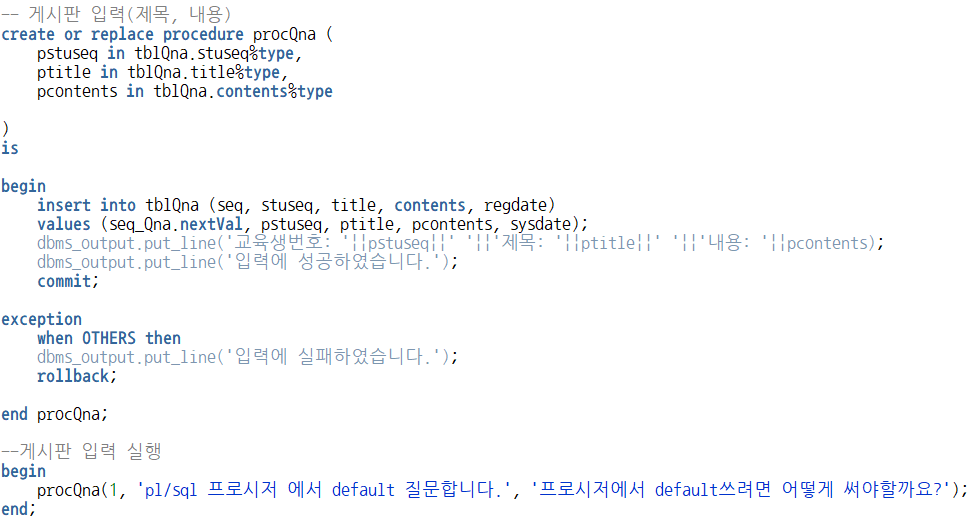 -- 게시판 입력(제목, 내용)
create or replace procedure procQna (
    pstuseq in tblQna.stuseq%type,
    ptitle in tblQna.title%type,
    pcontents in tblQna.contents%type
)
is
begin
    insert into tblQna (seq, stuseq, title, contents, regdate)
    values (seq_Qna.nextVal, pstuseq, ptitle, pcontents, sysdate);
    dbms_output.put_line('교육생번호: '||pstuseq||' '||'제목: '||ptitle||' '||'내용: '||pcontents);
    dbms_output.put_line('입력에 성공하였습니다.');
    commit;
exception
    when OTHERS then
    dbms_output.put_line('입력에 실패하였습니다.');
    rollback;
end procQna;
--게시판 입력 실행
begin
    procQna(1, 'pl/sql 프로시저 에서 default 질문합니다.', '프로시저에서 default쓰려면 어떻게 써야할까요?');
end;